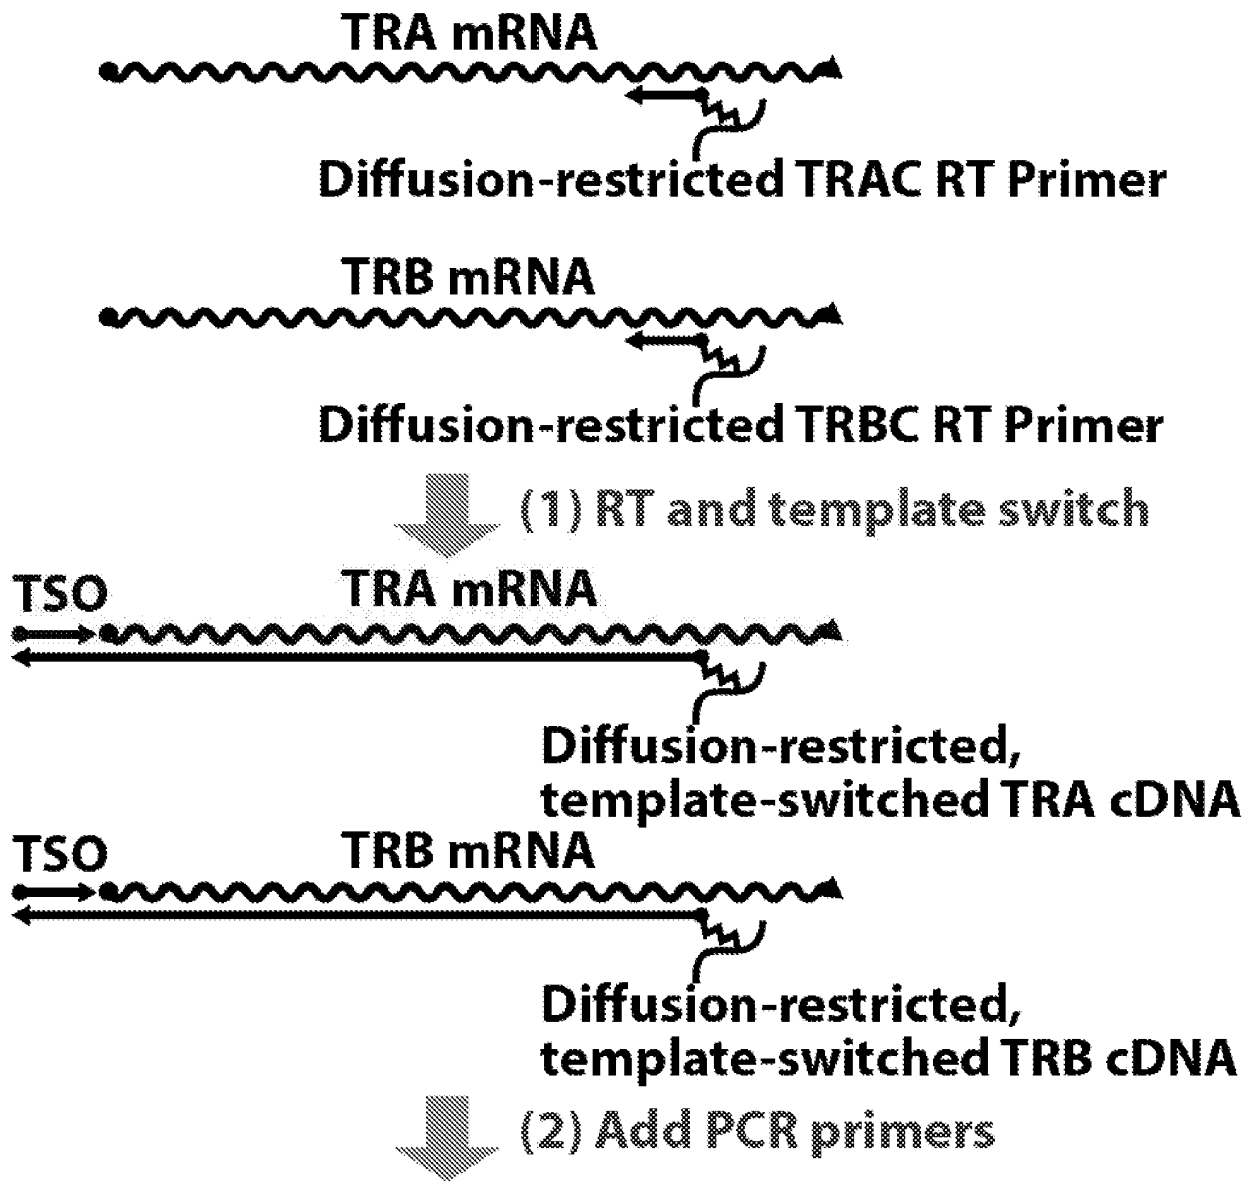 TRA mRNA
Diffusion-restricted TRAC RT Primer
TRB mRNA
Diffusion-restricted TRBC RT Primer
(1) RT and template switch
TSO
TRA mRNA
Diffusion-restricted,
template-switched TRA cDNA
TSO
TRB mRNA
Diffusion-restricted,
template-switched TRB cDNA
(2) Add PCR primers